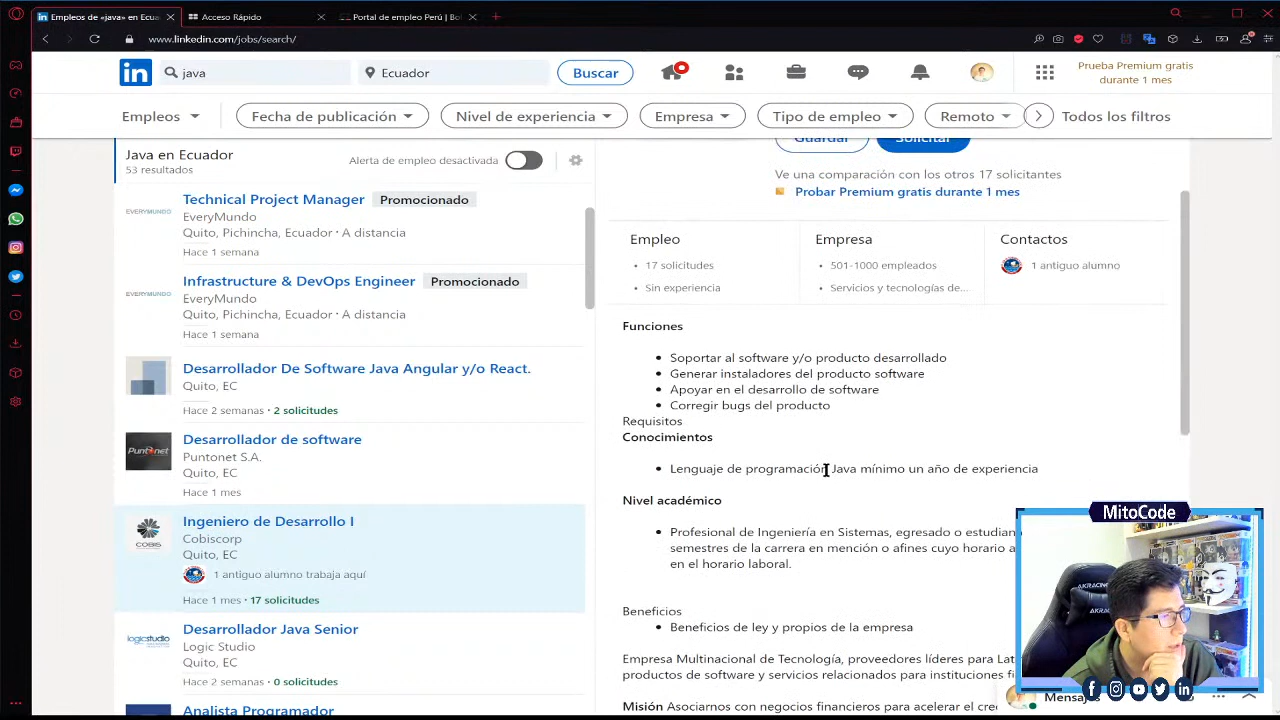 Empleos de «java» en Ecua
Acceso Rápido
Portal de empleo Perú | Bo
www.linkedin.com/jobs/search/
in
java
Ecuador
Buscar
Prueba Premium gratis
durante 1 mes
Empleos
Fecha de publicación
Nivel de experiencia
Empresa
Tipo de empleo
Remoto
Todos los filtros
Java en Ecuador
53 resultados
Alerta de empleo desactivada
EVERYMUNDO
Technical Project Manager
Promocionado
EveryMundo
Quito, Pichincha, Ecuador · A distancia
Hace 1 semana
EVERYMUNDO
Infrastructure & DevOps Engineer
Promocionado
EveryMundo
Quito, Pichincha, Ecuador · A distancia
Hace 1 semana
Desarrollador De Software Java Angular y/o React.
Quito, EC
Hace 2 semanas · 2 solicitudes
Puntonet
Desarrollador de software
Puntonet S.A.
Quito, EC
Hace 1 mes
COBIS
Ingeniero de Desarrollo I
Cobiscorp
Quito, EC
1 antiguo alumno trabaja aquí
Hace 1 mes · 17 solicitudes
logicstudio
Desarrollador Java Senior
Logic Studio
Quito, EC
Hace 2 semanas · 0 solicitudes
Analista Programador
Guardar
Solicitar
Ve una comparación con los otros 17 solicitantes
Probar Premium gratis durante 1 mes
Empleo
• 17 solicitudes
• Sin experiencia
Empresa
• 501-1000 empleados
• Servicios y tecnologías de...
Contactos
1 antiguo alumno
Funciones
• Soportar al software y/o producto desarrollado
• Generar instaladores del producto software
• Apoyar en el desarrollo de software
• Corregir bugs del producto
Requisitos
Conocimientos
• Lenguaje de programación Java mínimo un año de experiencia
Nivel académico
• Profesional de Ingeniería en Sistemas, egresado o
semestres de la carrera en mención o afines cuyo horario
en el horario laboral.
Beneficios
• Beneficios de ley y propios de la empresa
Empresa Multinacional de Tecnología, proveedores líderes para
productos de software y servicios relacionados para instituciones
Misión Asociarnos con negocios financieros para acelerar el
MitoCode
AKRACING
AKRACING